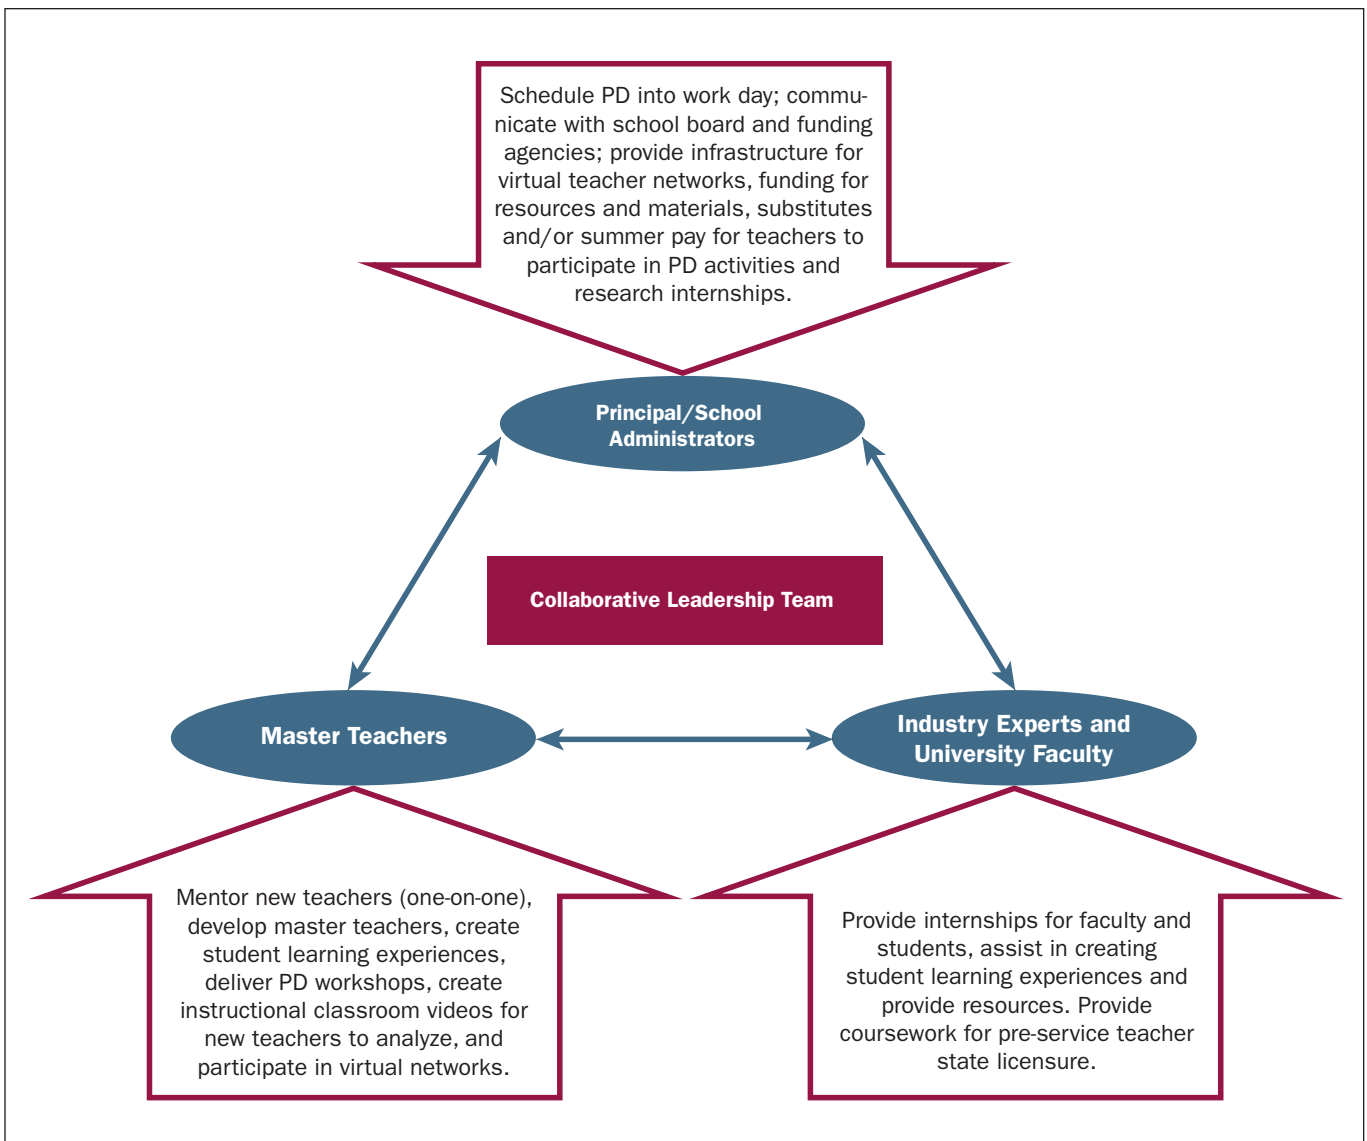 Schedule PD into work day; commu-
nicate with school board and funding
agencies; provide infrastructure for
virtual teacher networks, funding for
resources and materials, substitutes
and/or summer pay for teachers to
participate in PD activities and
research internships.
Principal/School
Administrators
Collaborative Leadership Team
Master Teachers
Industry Experts and
University Faculty
Mentor new teachers (one-on-one),
develop master teachers, create
student learning experiences,
deliver PD workshops, create
instructional classroom videos for
new teachers to analyze, and
participate in virtual networks.
Provide internships for faculty and
students, assist in creating
student learning experiences and
provide resources. Provide
coursework for pre-service teacher
state licensure.